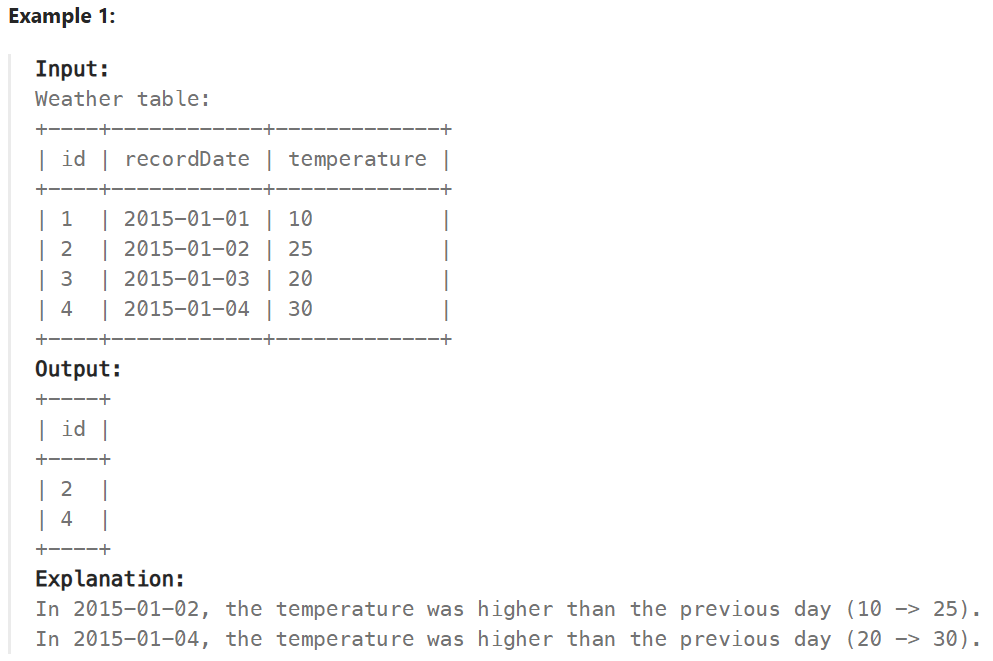 Example 1:
Input:
Weather table:
+----+------------+-------------+
| id | recordDate | temperature |
+----+------------+-------------+
| 1  | 2015-01-01 | 10          |
| 2  | 2015-01-02 | 25          |
| 3  | 2015-01-03 | 20          |
| 4  | 2015-01-04 | 30          |
+----+------------+-------------+
Output:
+----+
| id |
+----+
| 2  |
| 4  |
+----+
Explanation:
In 2015-01-02, the temperature was higher than the previous day (10 -> 25).
In 2015-01-04, the temperature was higher than the previous day (20 -> 30).